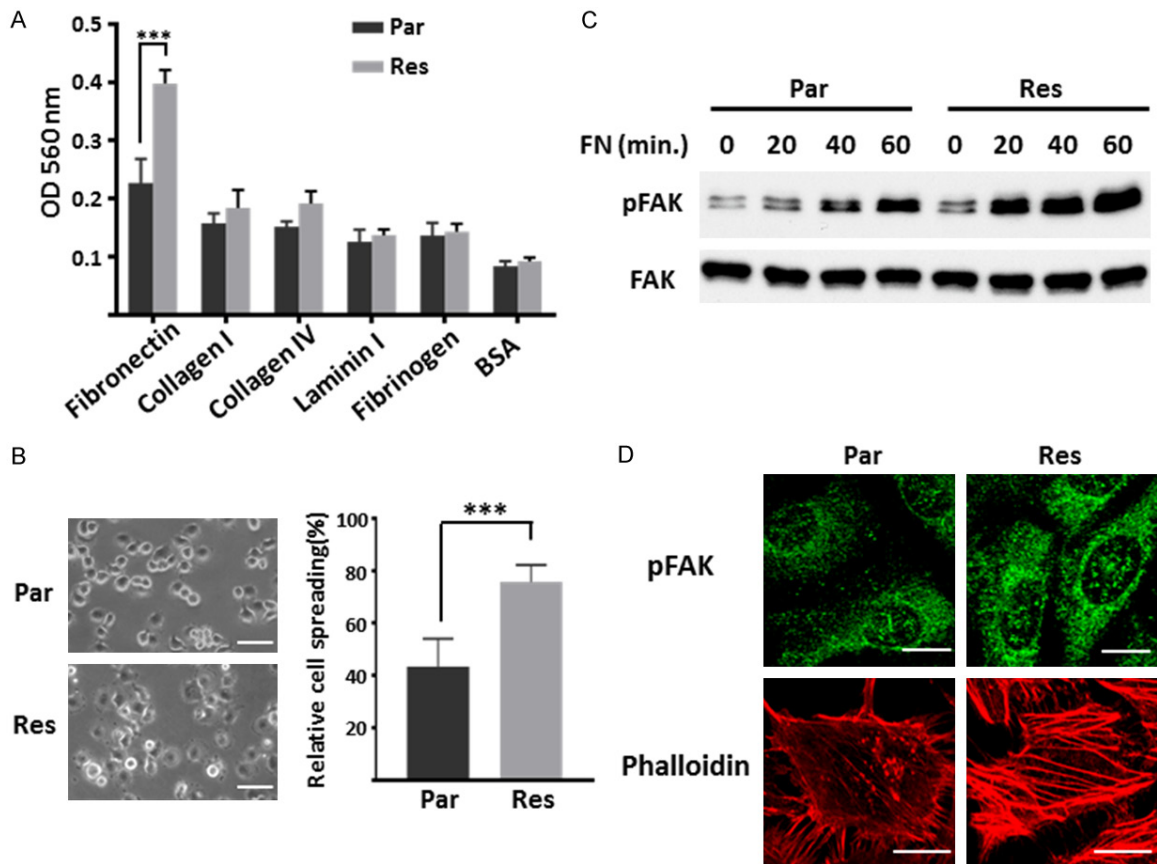 A
0.5
0.4
0.3
0.2
0.1
OD 560nm
***
Par
Res
Fibronectin
Collagen I
Collagen IV
Laminin I
Fibrinogen
BSA
C
Par Res
FN (min.) 0 20 40 60 0 20 40 60
pFAK
FAK
B
Par
Res
Relative cell spreading(%)
100
80
60
40
20
***
Par Res
D
Par Res
pFAK
Phalloidin